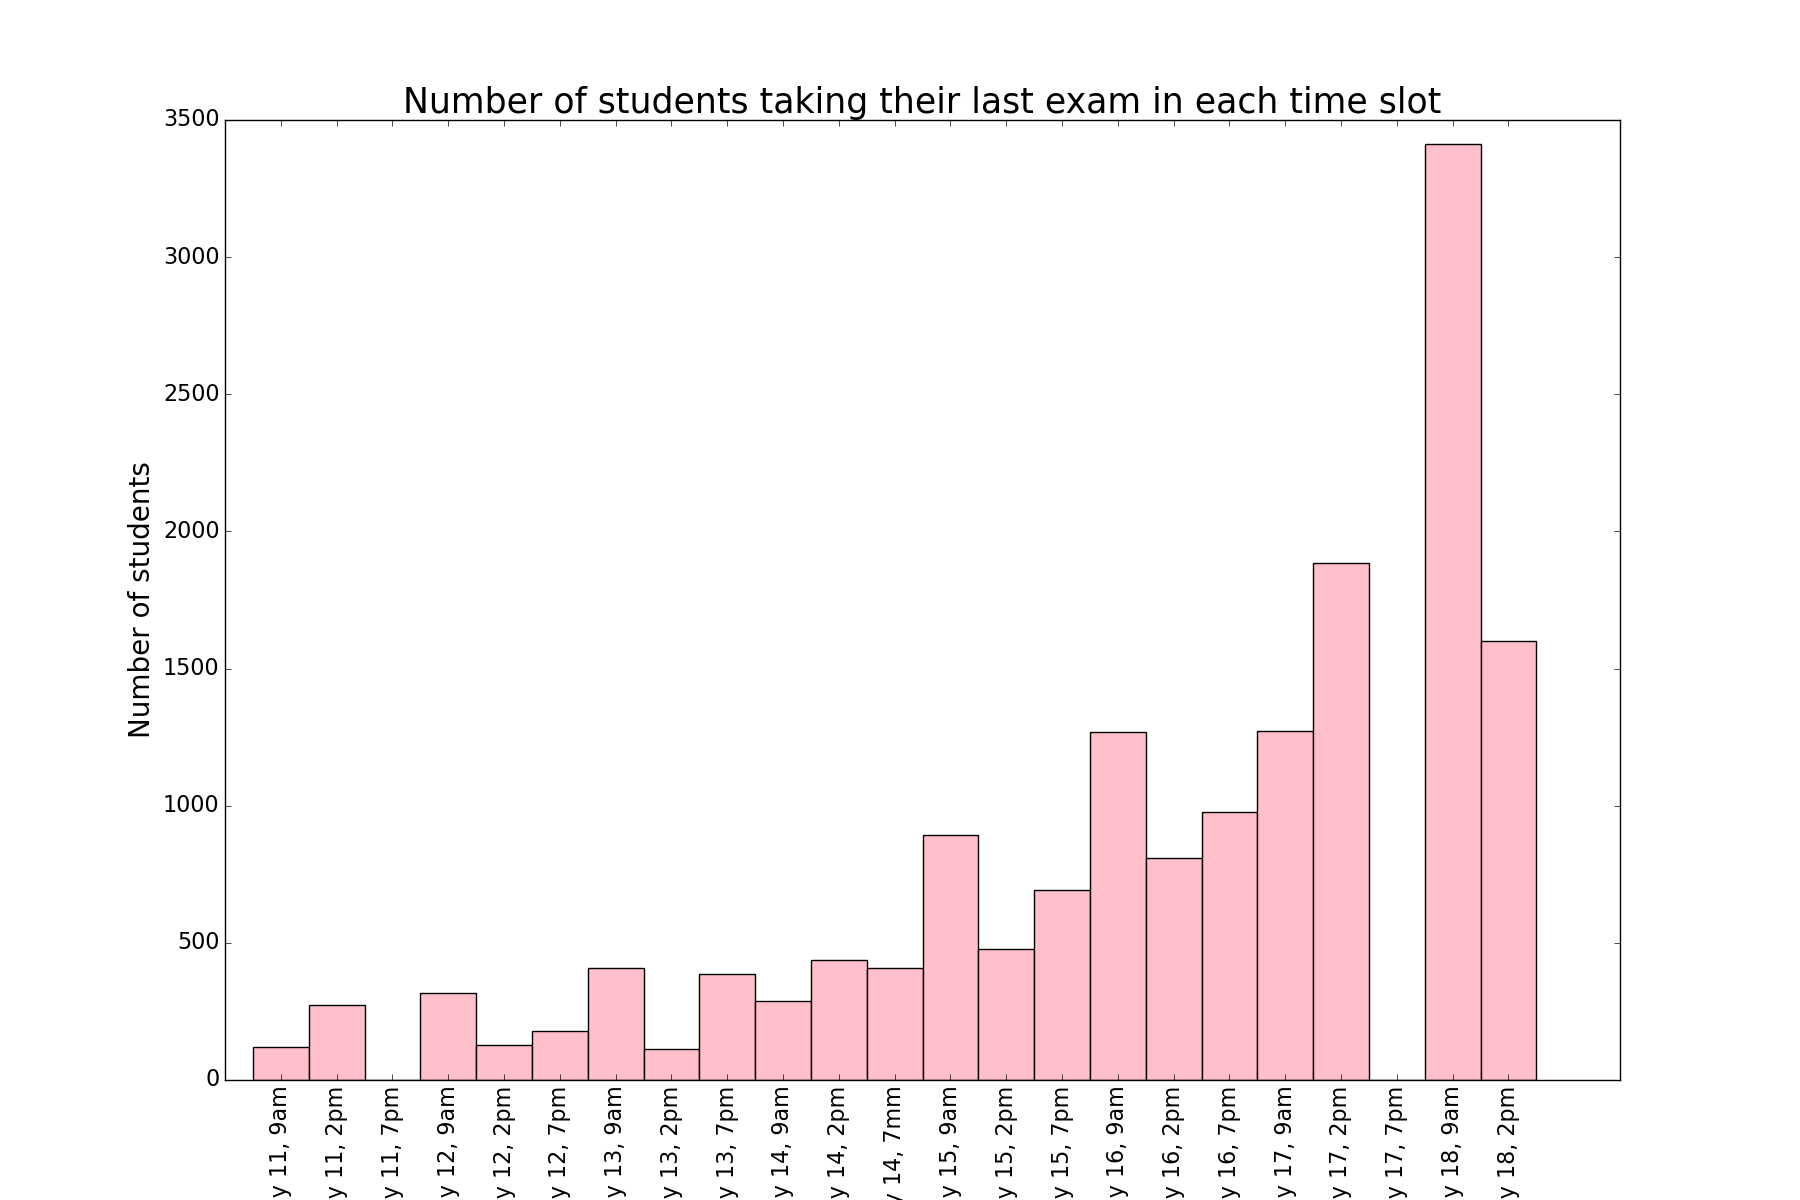 Number of students taking their last exam in each time slot
Number of students
3500
3000
2500
2000
1500
1000
500
0
y 11, 9am
y 11, 2pm
y 11, 7pm
y 12, 9am
y 12, 2pm
y 12, 7pm
y 13, 9am
y 13, 2pm
y 13, 7pm
y 14, 9am
y 14, 2pm
y 14, 7mm
y 15, 9am
y 15, 2pm
y 15, 7pm
y 16, 9am
y 16, 2pm
y 16, 7pm
y 17, 9am
y 17, 2pm
y 17, 7pm
y 18, 9am
y 18, 2pm